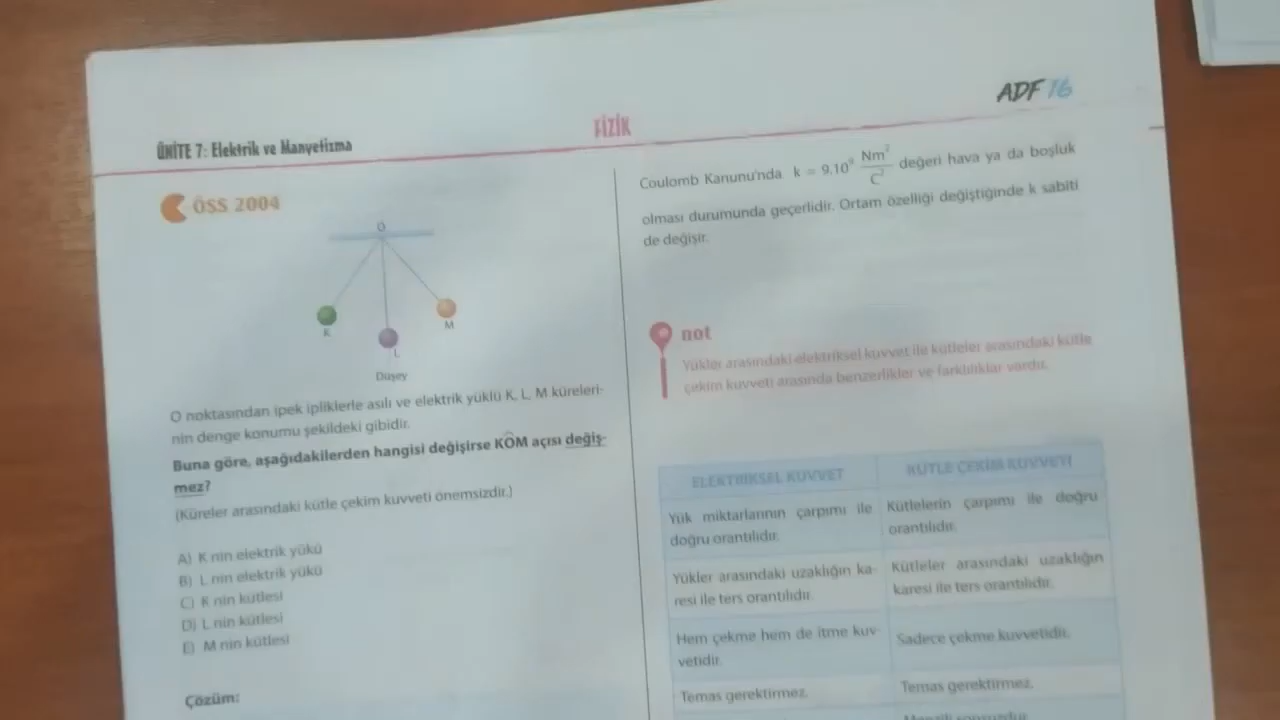 ÜNİTE 7: Elektrik ve Manyetizma
FİZİK
ADF 16
ÖSS 2004
O
K
L
M
Düşey
O noktasından ipek ipliklerle asılı ve elektrik yüklü K, L, M küreleri-
nin denge konumu şekildeki gibidir.
Buna göre, aşağıdakilerden hangisi değişirse KÔM açısı değiş-
mez?
(Küreler arasındaki kütle çekim kuvveti önemsizdir.)
A) K nin elektrik yükü
B) L nin elektrik yükü
C) K nin kütlesi
D) L nin kütlesi
E) M nin kütlesi
Çözüm:
Coulomb Kanunu'nda k = 9.10⁹ Nm²/C² değeri hava ya da boşluk
olması durumunda geçerlidir. Ortam özelliği değiştiğinde k sabiti
de değişir.
not
Yükler arasındaki elektriksel kuvvet ile kütleler arasındaki kütle
çekim kuvveti arasında benzerlikler ve farklılıklar vardır.
ELEKTRİKSEL KUVVET
KÜTLE ÇEKİM KUVVETİ
Yük miktarlarının çarpımı ile
doğru orantılıdır.
Kütlelerin çarpımı ile doğru
orantılıdır.
Yükler arasındaki uzaklığın ka-
resi ile ters orantılıdır.
Kütleler arasındaki uzaklığın
karesi ile ters orantılıdır.
Hem çekme hem de itme kuv-
vetidir.
Sadece çekme kuvvetidir.
Temas gerektirmez.
Temas gerektirmez.
Menzili sonsuzdur.